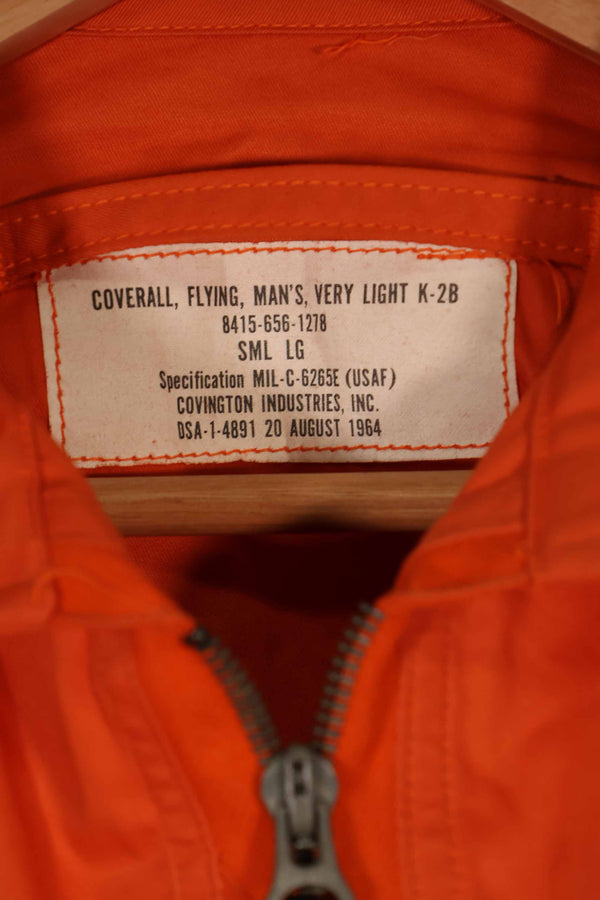 COVERALL, FLYING, MAN'S, VERY LIGHT K-2B
8415-656-1278
SML LG
Specification MIL-C-6265E (USAF)
COVINGTON INDUSTRIES, INC.
DSA-1-4891 20 AUGUST 1964